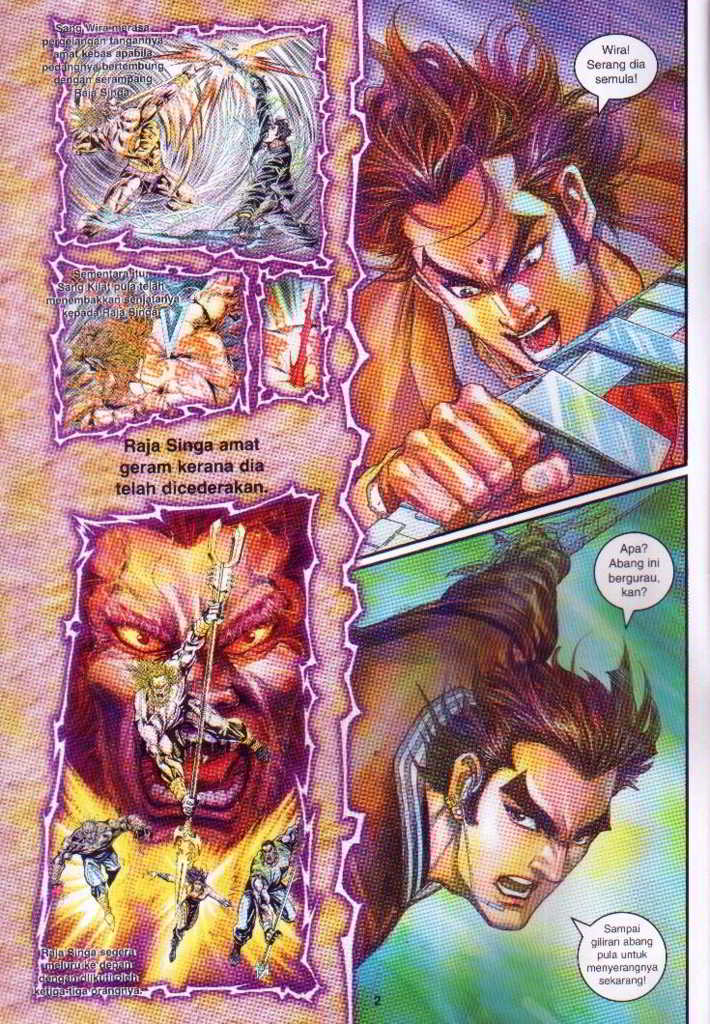 Sang Wira merasa
pergelangan tangannya
amat kebas apabila
pedangnya bertembung
dengan serampang
Raja Singa.
Sementara itu
Sang Kilat pula telah
menembakkan senjatanya
kepada Raja Singa.
Raja Singa amat
geram kerana dia
telah dicederakan.
Raja Singa segera
meluru ke depan
dengan diikuti oleh
ketiga-tiga orangnya.
Wira!
Serang dia
semula!
Apa?
Abang ini
bergurau,
kan?
Sampai
giliran abang
pula untuk
menyerangnya
sekarang!
2